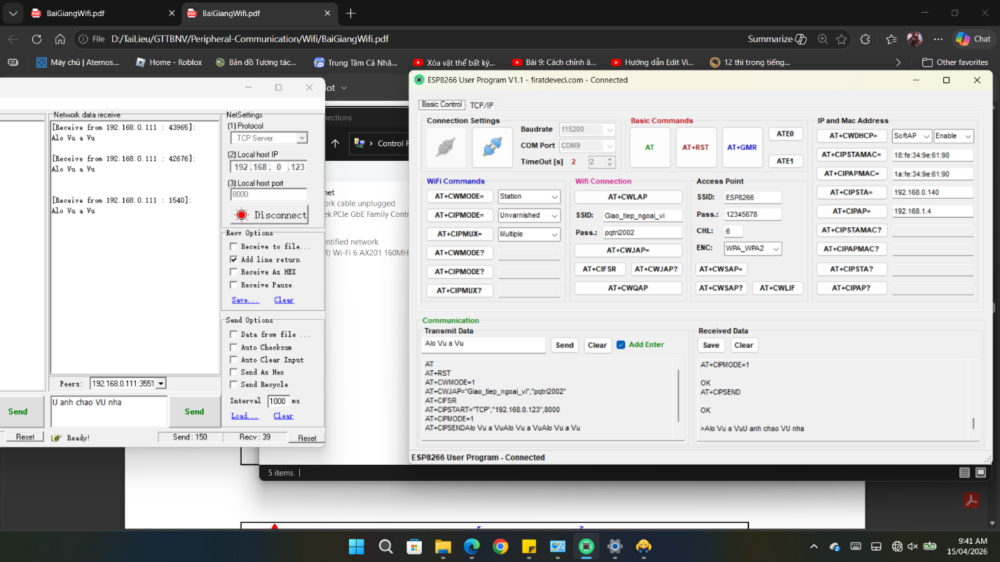 BaiGiangWifi.pdf
BaiGiangWifi.pdf
File
D:/TaiLieu/GTTBNV/Peripheral-Communication/Wifi/BaiGiangWifi.pdf
Summarize
Chat
Máy chủ | Aternos...
Home - Roblox
Bản đồ Tương tác...
Trung Tâm Cá Nhâ...
Xóa vật thể bất kỳ...
Bài 9: Cách chỉnh â...
Hướng dẫn Edit Vi...
12 thì trong tiếng...
Other favorites
Network data receive
[Receive from 192.168.0.111 : 43965]:
Alo Vu a Vu
[Receive from 192.168.0.111 : 42676]:
Alo Vu a Vu
[Receive from 192.168.0.111 : 1540]:
Alo Vu a Vu
Peers:
192.168.0.111:3551
Send
U anh chao VU nha
Send
Reset
Ready!
Send : 150
Recv : 39
Reset
NetSettings
(1) Protocol
TCP Server
(2) Local host IP
192.168. 0 .123
(3) Local host port
8000
Disconnect
Recv Options
Receive to file...
Add line return
Receive As HEX
Receive Pause
Save...
Clear
Send Options
Data from file ...
Auto Checksum
Auto Clear Input
Send As Hex
Send Recycle
Interval
1000
ms
Load...
Clear
Control P
ork cable unplugged
ek PCIe GbE Family Contr
entified network
R) Wi-Fi 6 AX201 160MH
5 items
ESP8266 User Program V1.1 - firatdeveci.com - Connected
Basic Control
TCP/IP
Connection Settings
Baudrate
115200
COM Port
COM9
TimeOut [s]
2
2
Basic Commands
AT
AT+RST
AT+GMR
ATE0
ATE1
IP and Mac Address
AT+CWDHCP=
SoftAP
Enable
AT+CIPSTAMAC=
18:fe:34:9e:61:98
AT+CIPAPMAC=
1a:fe:34:9e:61:90
AT+CIPSTA=
192.168.0.140
AT+CIPAP=
192.168.1.4
AT+CIPSTAMAC?
AT+CIPAPMAC?
AT+CIPSTA?
AT+CIPAP?
WiFi Commands
AT+CWMODE=
Station
AT+CIPMODE=
Unvarnished
AT+CIPMUX=
Multiple
AT+CWMODE?
AT+CIPMODE?
AT+CIPMUX?
Wifi Connection
AT+CWLAP
SSID:
Giao_tiep_ngoai_vi
Pass.:
pqtri2002
AT+CWJAP=
AT+CIFSR
AT+CWJAP?
AT+CWQAP
Access Point
SSID:
ESP8266
Pass.:
12345678
CHL:
6
ENC:
WPA_WPA2
AT+CWSAP=
AT+CWSAP?
AT+CWLIF
Communication
Transmit Data
Alo Vu a Vu
Send
Clear
Add Enter
AT
AT+RST
AT+CWMODE=1
AT+CWJAP="Giao_tiep_ngoai_vi","pqtri2002"
AT+CIFSR
AT+CIPSTART="TCP","192.168.0.123",8000
AT+CIPMODE=1
AT+CIPSENDAlo Vu a VuAlo Vu a VuAlo Vu a Vu
Received Data
Save
Clear
AT+CIPMODE=1
OK
AT+CIPSEND
OK
>Alo Vu a VuU anh chao VU nha
ESP8266 User Program - Connected
9:41 AM
15/04/2026